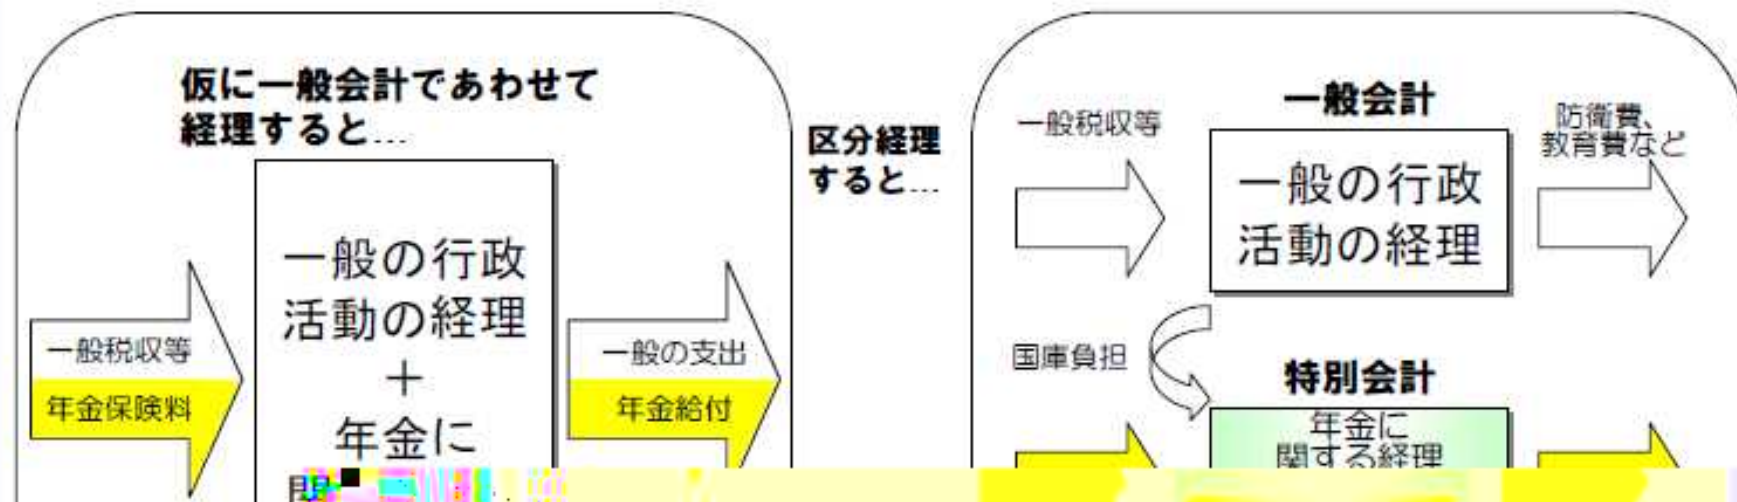 仮に一般会計であわせて
経理すると…
一般の行政
活動の経理
+
年金に
一般税収等
年金保険料
一般の支出
年金給付
区分経理
すると…
一般会計
一般税収等
一般の行政
活動の経理
防衛費、
教育費など
国庫負担
特別会計
年金に
関する経理